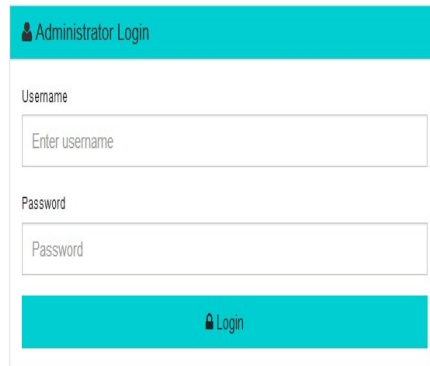 Administrator Login
Username
Enter username
Password
Password
Login